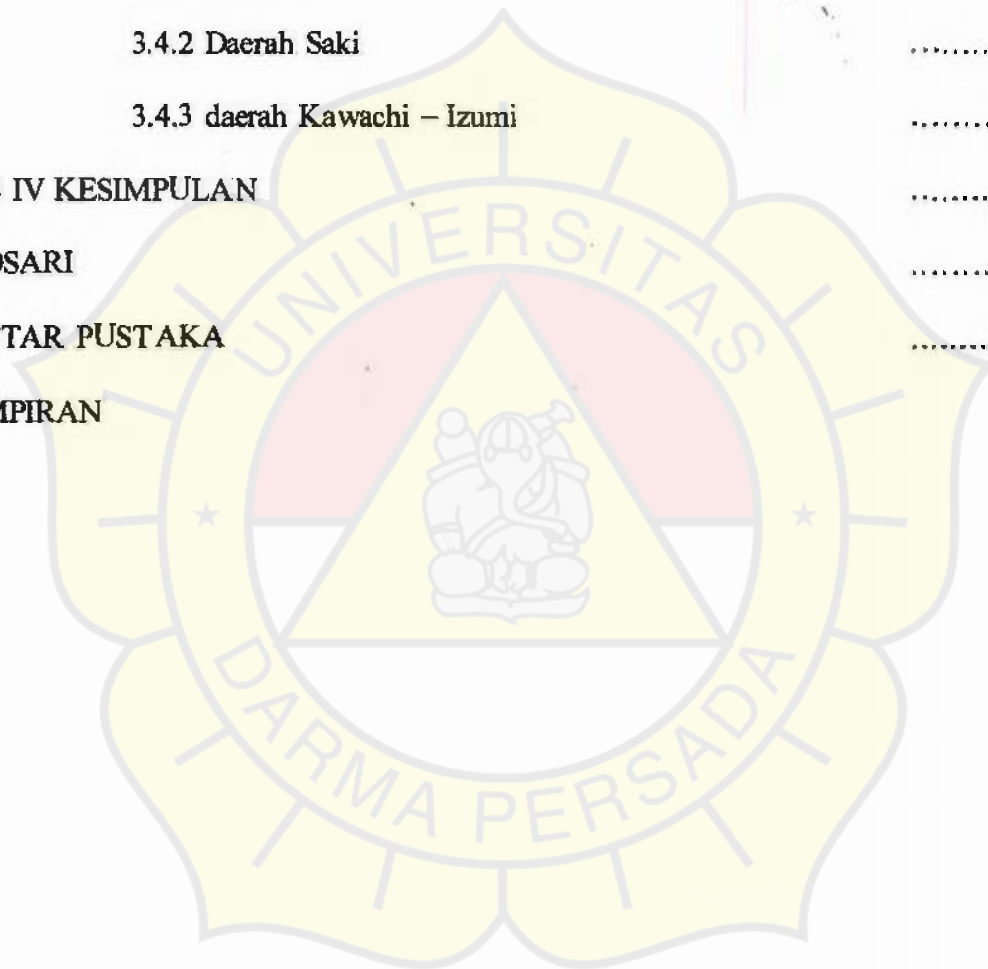 3.4.2 Daerah Saki ..........
3.4.3 daerah Kawachi – Izumi ..........
IV KESIMPULAN ..........
OSARI ..........
TAR PUSTAKA ..........
MPIRAN
UNIVERSITAS
DARMA PERSADA